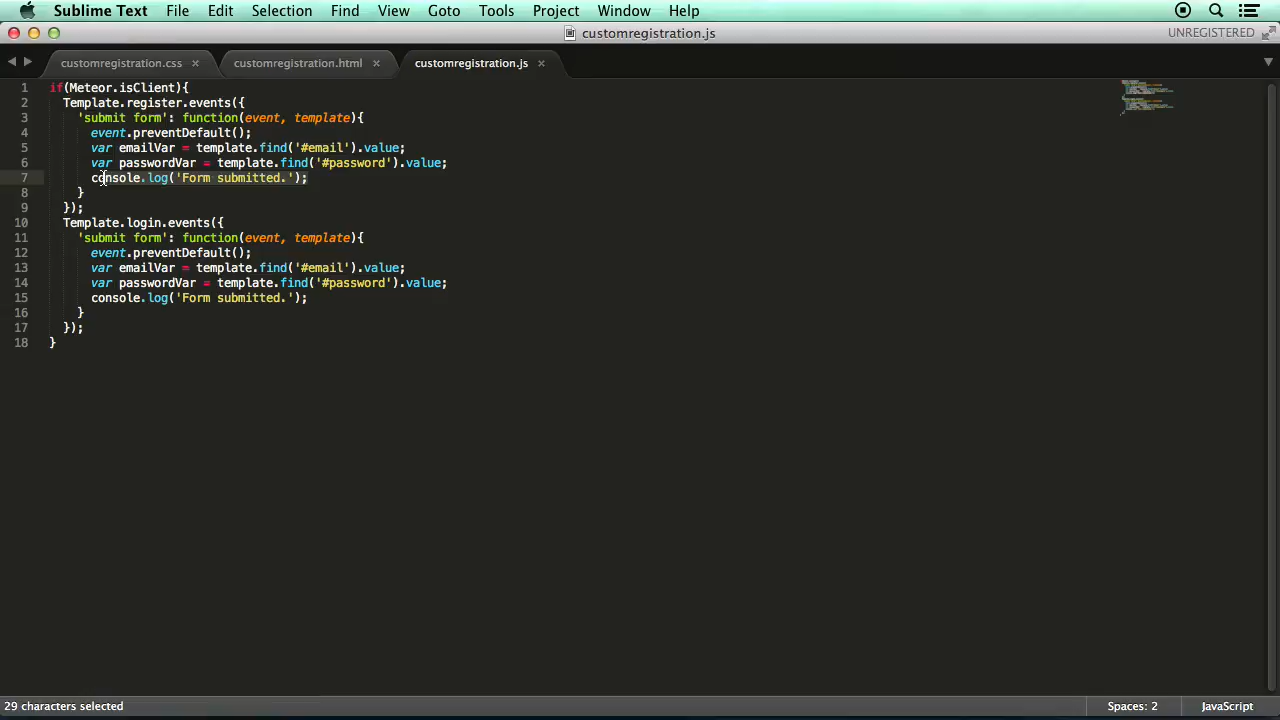 Sublime Text File Edit Selection Find View Goto Tools Project Window Help
customregistration.js UNREGISTERED
customregistration.css × customregistration.html × customregistration.js ×
1 if(Meteor.isClient){
2 Template.register.events({
3 'submit form': function(event, template){
4 event.preventDefault();
5 var emailVar = template.find('#email').value;
6 var passwordVar = template.find('#password').value;
7 console.log('Form submitted.');
8 }
9 });
10 Template.login.events({
11 'submit form': function(event, template){
12 event.preventDefault();
13 var emailVar = template.find('#email').value;
14 var passwordVar = template.find('#password').value;
15 console.log('Form submitted.');
16 }
17 });
18 }
29 characters selected Spaces: 2 JavaScript